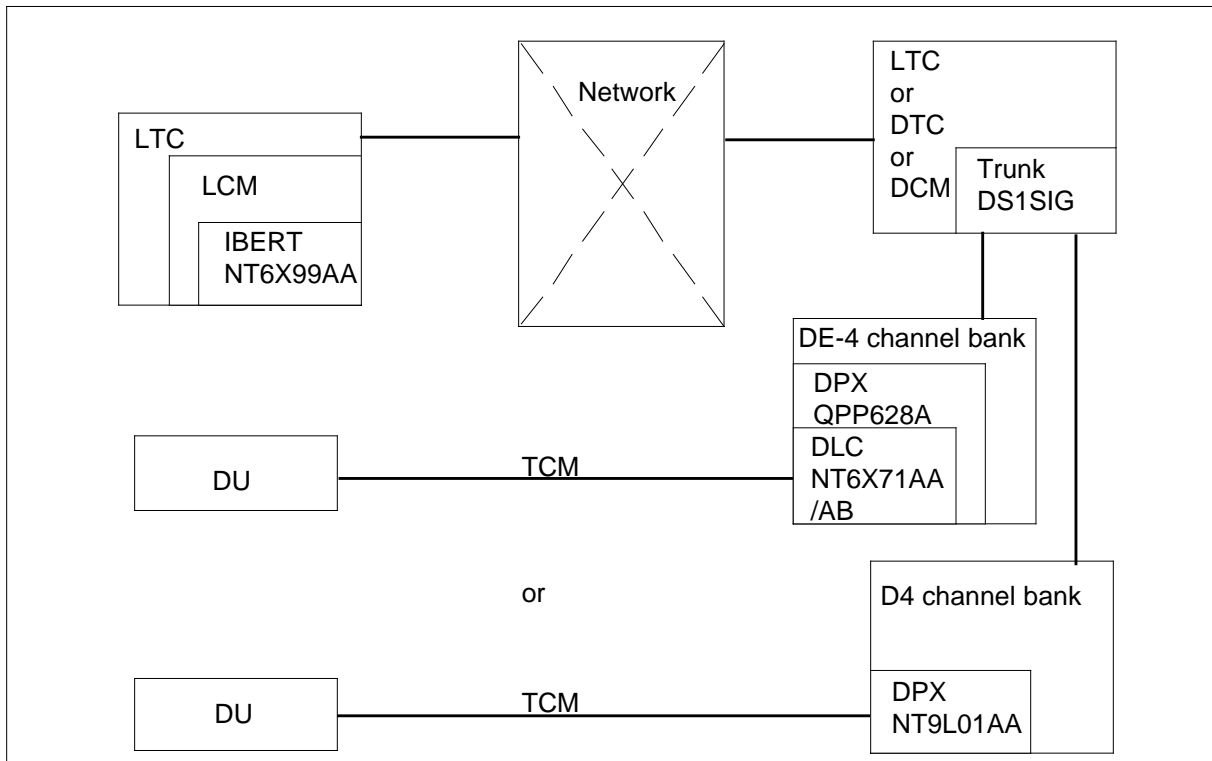 LTC
LCM
IBERT
NT6X99AA
Network
LTC
or
DTC
or
DCM
Trunk
DS1SIG
DE-4 channel bank
DPX
QPP628A
DLC
NT6X71AA
/AB
DU
TCM
or
D4 channel bank
DPX
NT9L01AA
DU
TCM